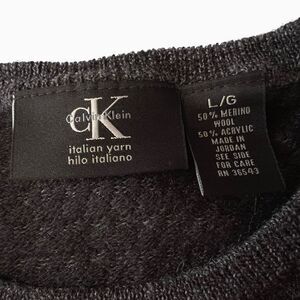 cK
Calvin Klein
italian yarn
hilo italiano
L/G
50% MERINO
WOOL
50% ACRYLIC
MADE IN
JORDAN
SEE SIDE
FOR CARE
RN 36543